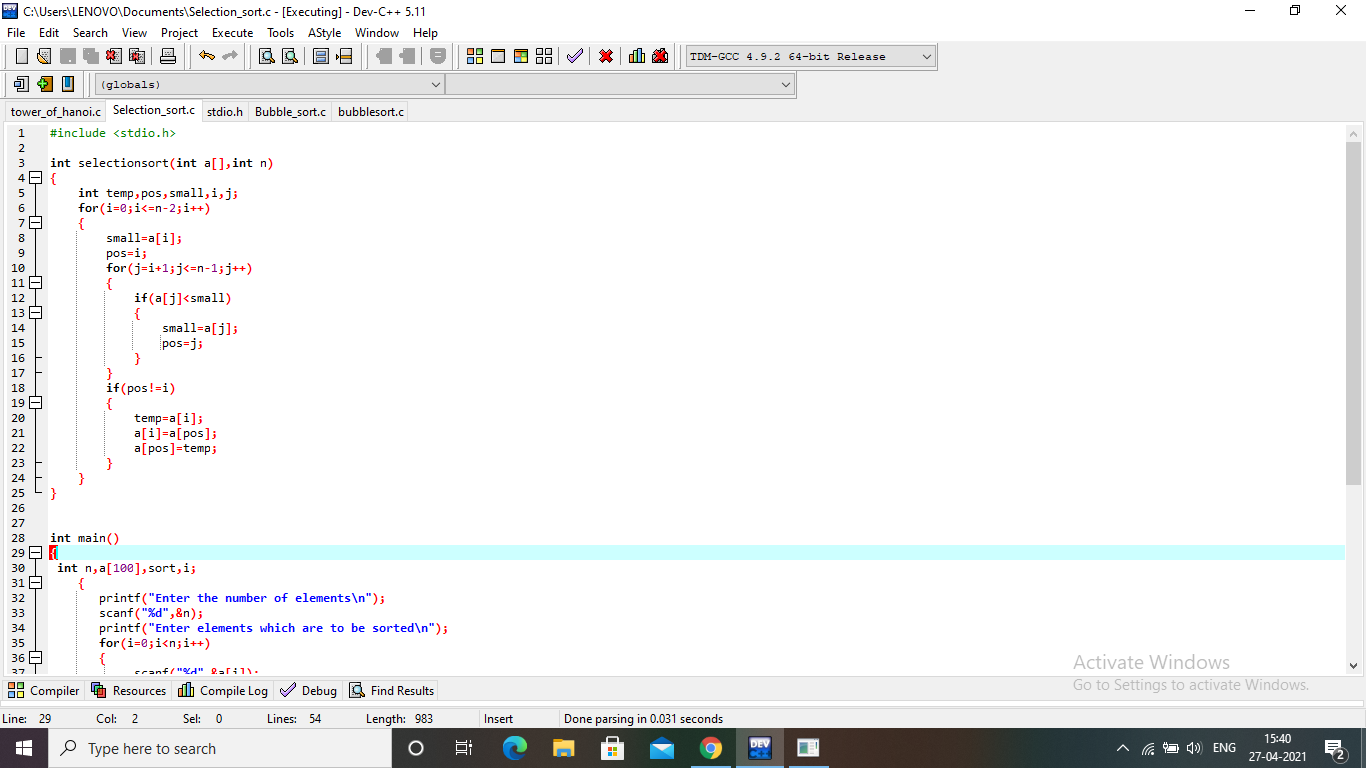 C:\Users\LENOVO\Documents\Selection_sort.c - [Executing] - Dev-C++ 5.11
File Edit Search View Project Execute Tools AStyle Window Help
TDM-GCC 4.9.2 64-bit Release
(globals)
tower_of_hanoi.c Selection_sort.c stdio.h Bubble_sort.c bubblesort.c
1 #include <stdio.h>
2
3 int selectionsort(int a[],int n)
4 {
5 int temp,pos,small,i,j;
6 for(i=0;i<=n-2;i++)
7 {
8 small=a[i];
9 pos=i;
10 for(j=i+1;j<=n-1;j++)
11 {
12 if(a[j]<small)
13 {
14 small=a[j];
15 pos=j;
16 }
17 }
18 if(pos!=i)
19 {
20 temp=a[i];
21 a[i]=a[pos];
22 a[pos]=temp;
23 }
24 }
25 }
26
27
28 int main()
29 {
30 int n,a[100],sort,i;
31 {
32 printf("Enter the number of elements\n");
33 scanf("%d",&n);
34 printf("Enter elements which are to be sorted\n");
35 for(i=0;i<n;i++)
36 {
37 scanf("%d",&a[i]);
Activate Windows
Go to Settings to activate Windows.
Compiler Resources Compile Log Debug Find Results
Line: 29 Col: 2 Sel: 0 Lines: 54 Length: 983 Insert Done parsing in 0.031 seconds
Type here to search
DEV
ENG
15:40
27-04-2021
2